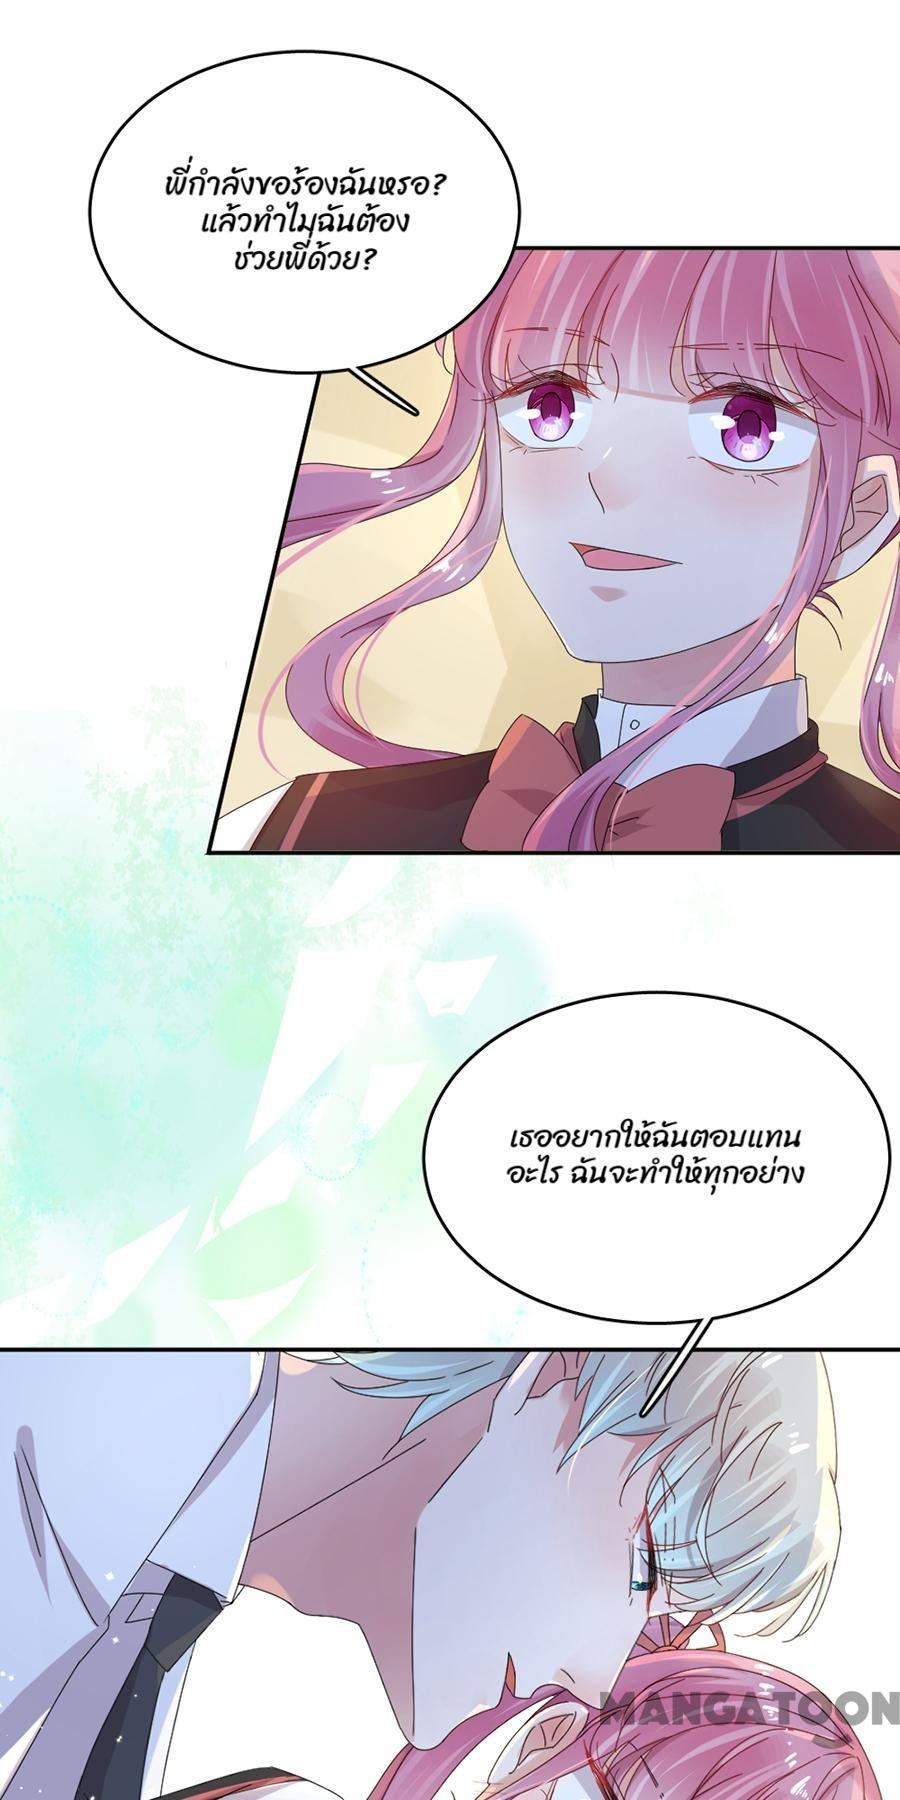 พี่กำลังขอร้องฉันหรอ?
แล้วทำไมฉันต้อง
ช่วยพี่ด้วย?
เธออยากให้ฉันตอบแทน
อะไร ฉันจะทำให้ทุกอย่าง
MANGATOON